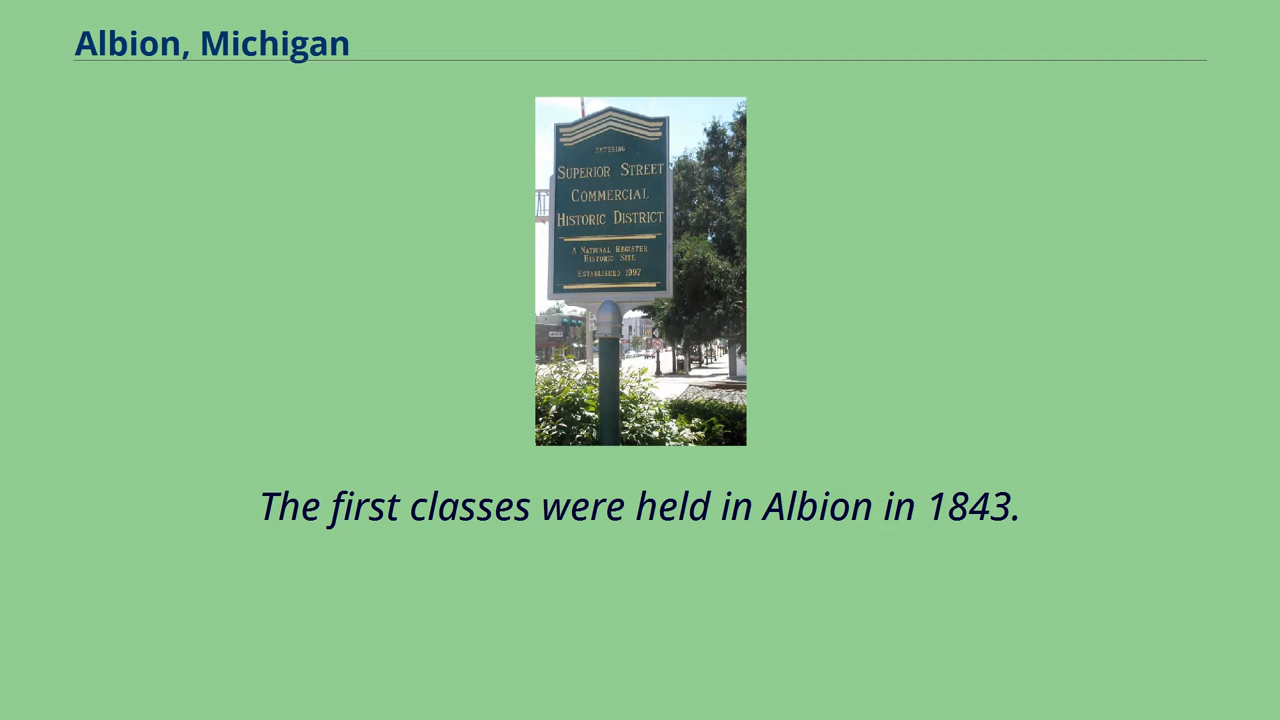 Albion, Michigan
ENTERING
SUPERIOR STREET
COMMERCIAL
HISTORIC DISTRICT
A NATIONAL REGISTER
HISTORIC SITE
ESTABLISHED 1997
The first classes were held in Albion in 1843.